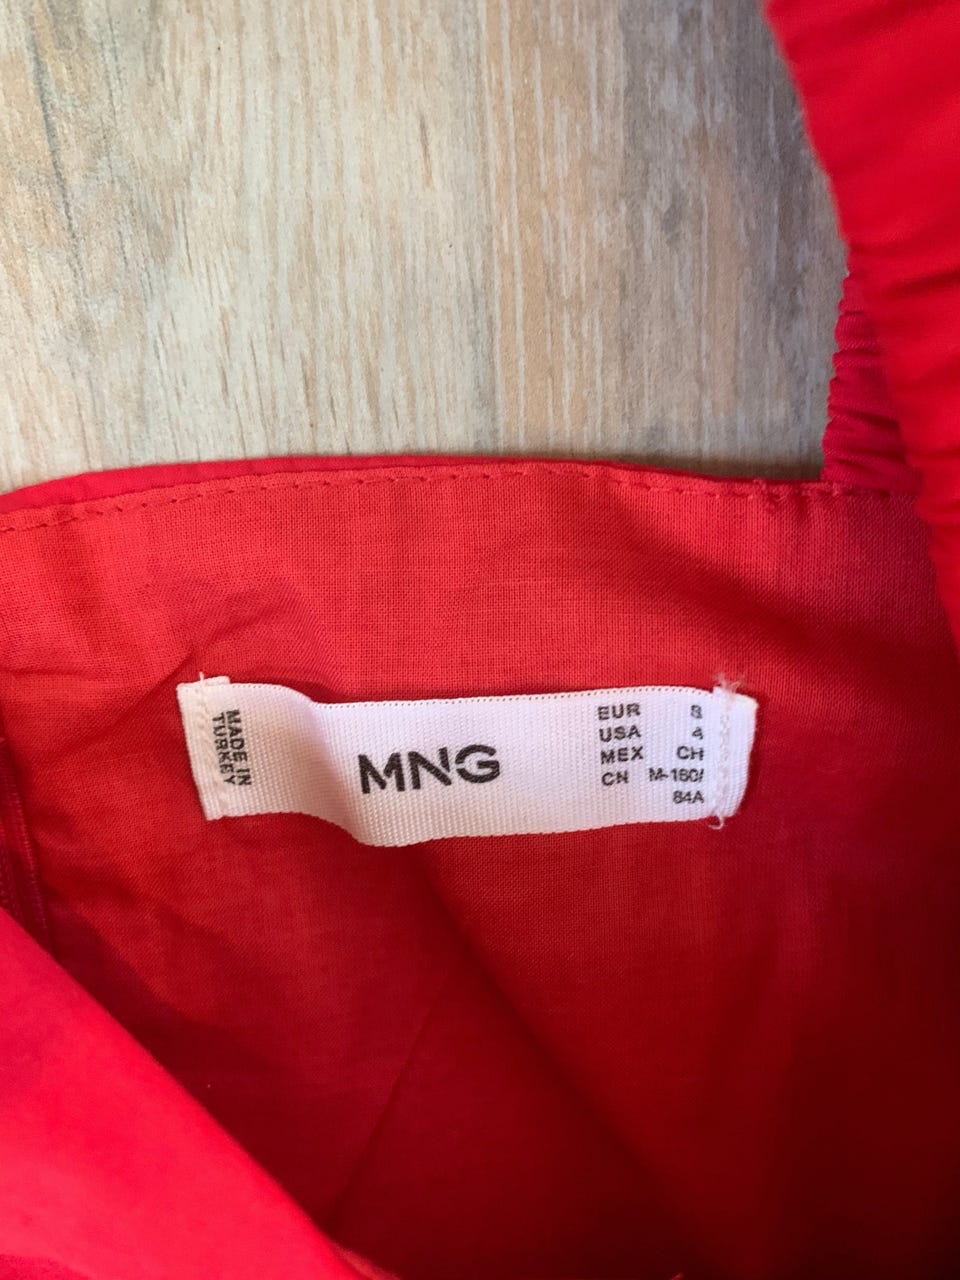 MADE IN
TURKEY
MNG
EUR S
USA 4
MEX CH
CN M-160/
84A